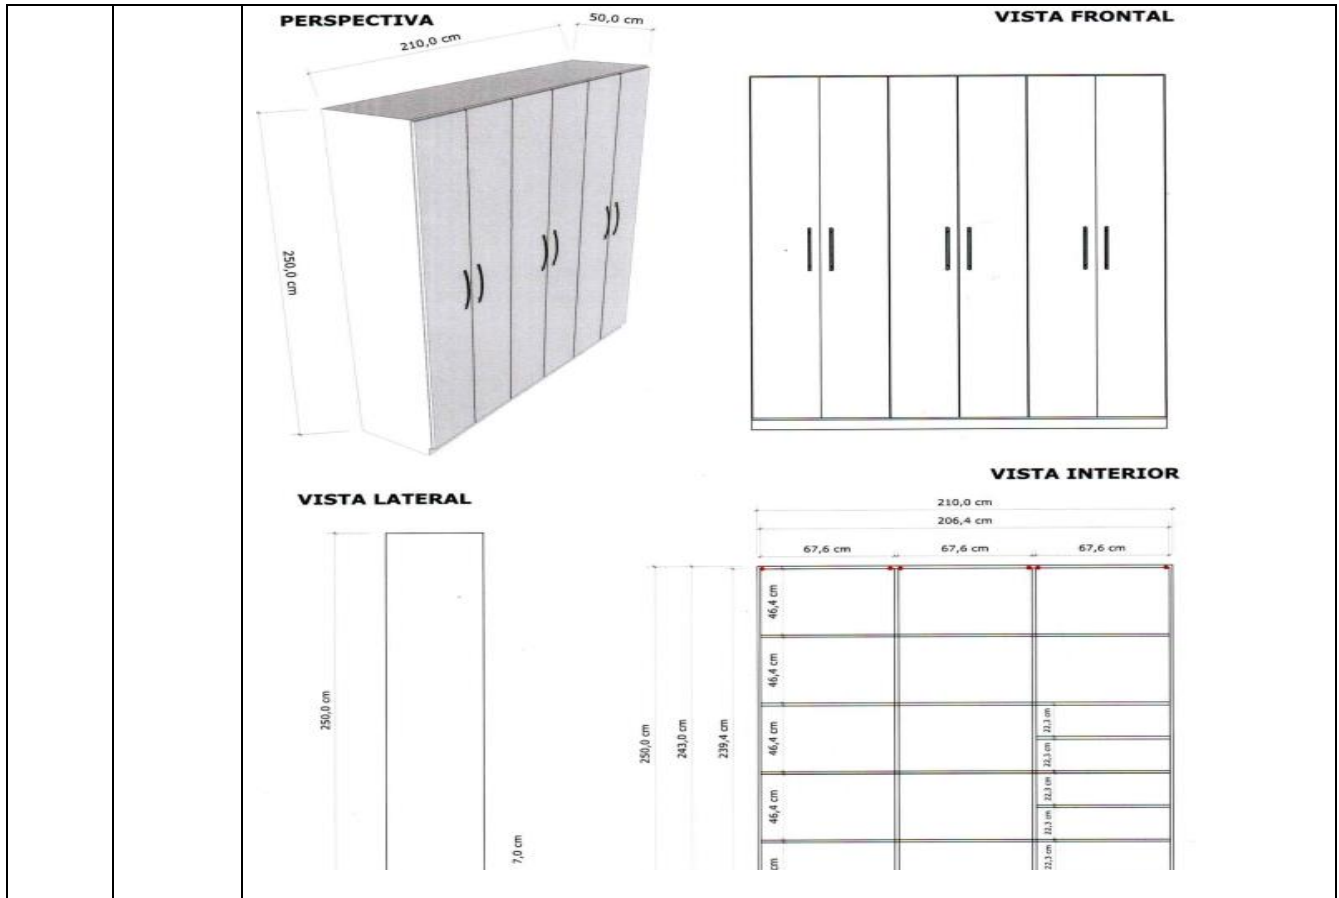 PERSPECTIVA
210,0 cm
50,0 cm
250,0 cm
VISTA FRONTAL
VISTA LATERAL
250,0 cm
7,0 cm
VISTA INTERIOR
210,0 cm
206,4 cm
67,6 cm 67,6 cm 67,6 cm
250,0 cm
243,0 cm
239,4 cm
46,4 cm
46,4 cm
46,4 cm
46,4 cm
cm
22,3 cm
22,3 cm
22,3 cm
22,3 cm
22,3 cm